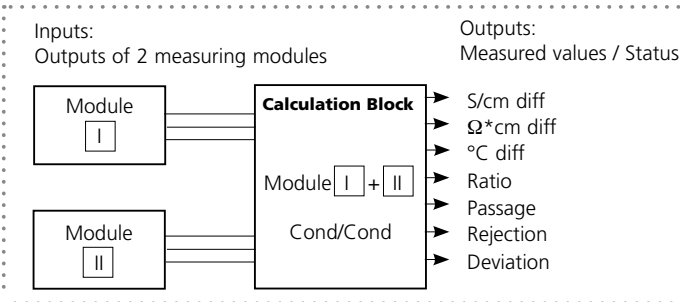 Inputs:
Outputs of 2 measuring modules
Outputs:
Measured values / Status
Module
I
Module
II
Calculation Block
Module I + II
Cond/Cond
S/cm diff
Ω*cm diff
°C diff
Ratio
Passage
Rejection
Deviation